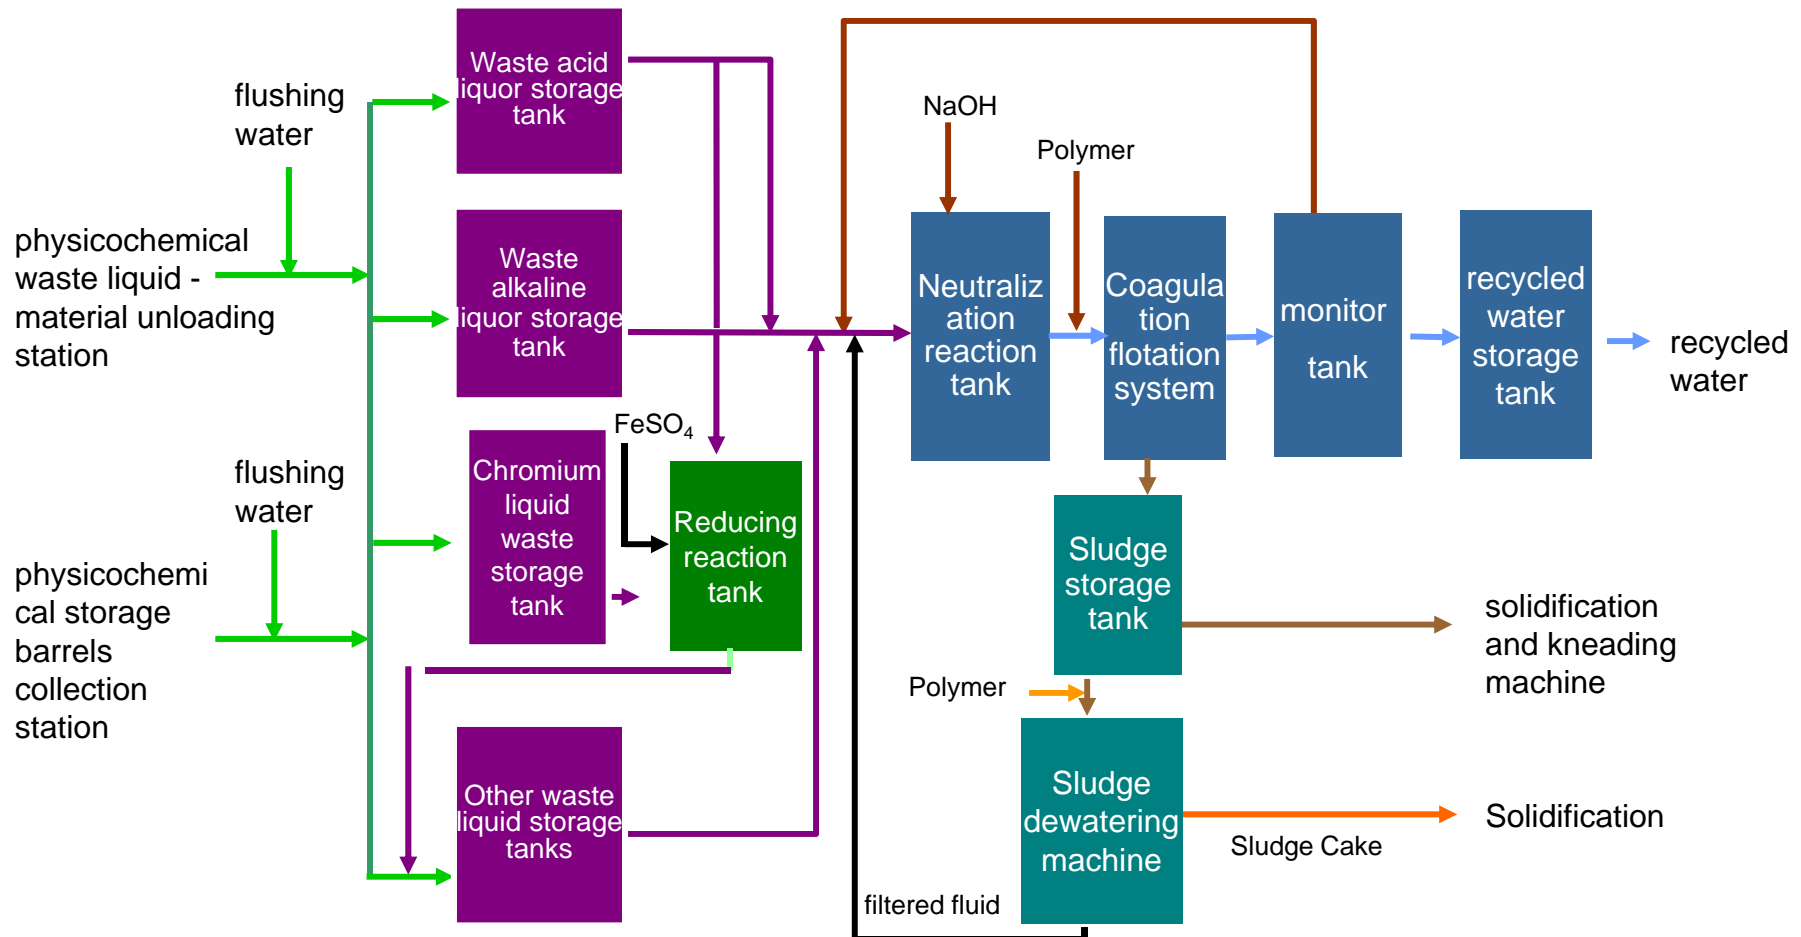 flushing
water
physicochemical
waste liquid -
material unloading
station
flushing
water
physicochemi
cal storage
barrels
collection
station
Waste acid
liquor storage
tank
Waste
alkaline
liquor storage
tank
Chromium
liquid
waste
storage
tank
Other waste
liquid storage
tanks
FeSO₄
Reducing
reaction
tank
NaOH
Polymer
Neutraliz
ation
reaction
tank
Coagula
tion
flotation
system
monitor
tank
recycled
water
storage
tank
recycled
water
Sludge
storage
tank
solidification
and kneading
machine
Polymer
Sludge
dewatering
machine
Sludge Cake
Solidification
filtered fluid